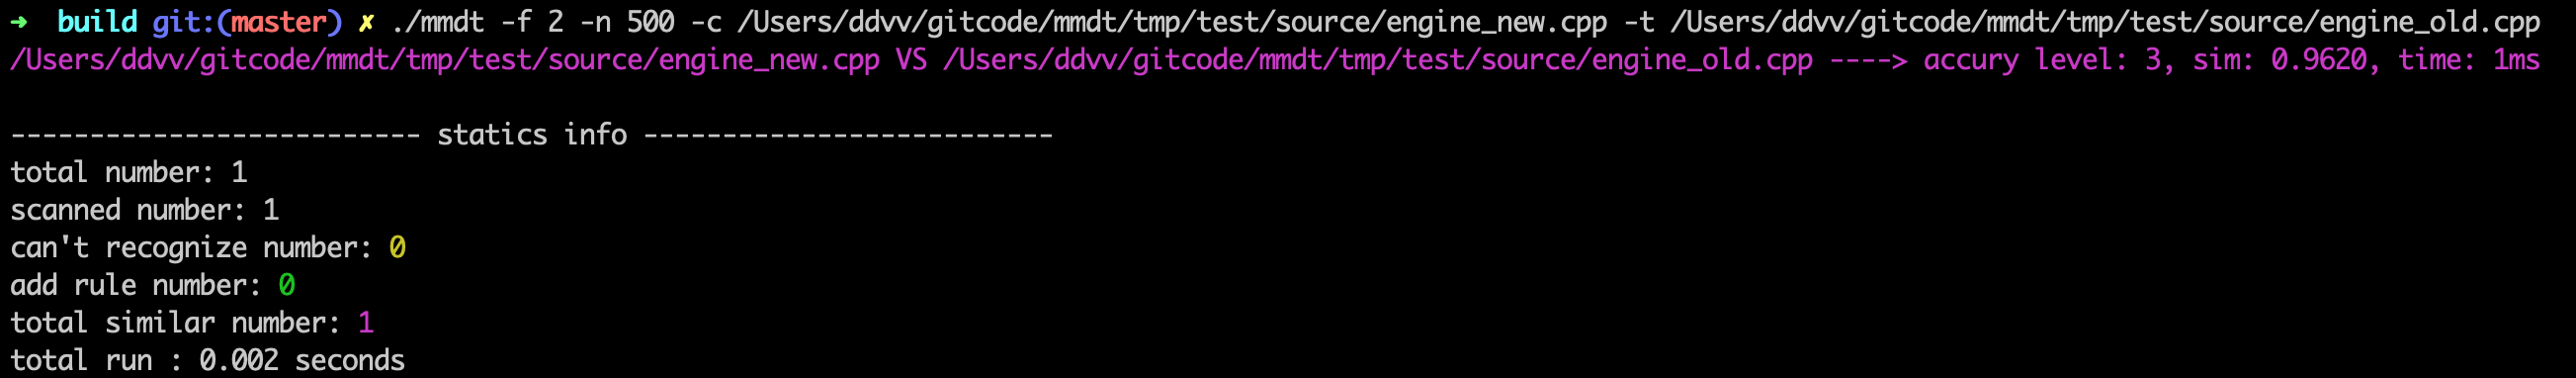 ➜  build git:(master) ✗ ./mmdt -f 2 -n 500 -c /Users/ddvv/gitcode/mmdt/tmp/test/source/engine_new.cpp -t /Users/ddvv/gitcode/mmdt/tmp/test/source/engine_old.cpp
/Users/ddvv/gitcode/mmdt/tmp/test/source/engine_new.cpp VS /Users/ddvv/gitcode/mmdt/tmp/test/source/engine_old.cpp ----> accury level: 3, sim: 0.9620, time: 1ms
-------------------------- statics info --------------------------
total number: 1
scanned number: 1
can't recognize number: 0
add rule number: 0
total similar number: 1
total run : 0.002 seconds